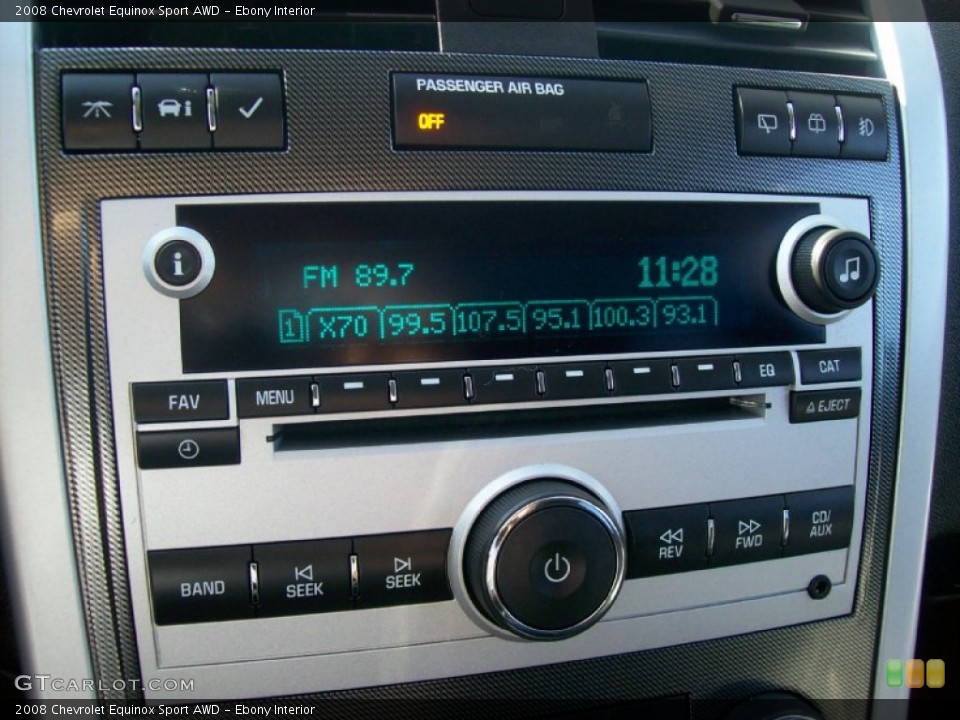 2008 Chevrolet Equinox Sport AWD - Ebony Interior
PASSENGER AIR BAG
OFF
i
FM 89.7 11:28
1 X70 99.5 107.5 95.1 100.3 93.1
FAV MENU EQ CAT
EJECT
BAND SEEK SEEK REV FWD CD/
AUX
GTCARLOT.COM
2008 Chevrolet Equinox Sport AWD - Ebony Interior